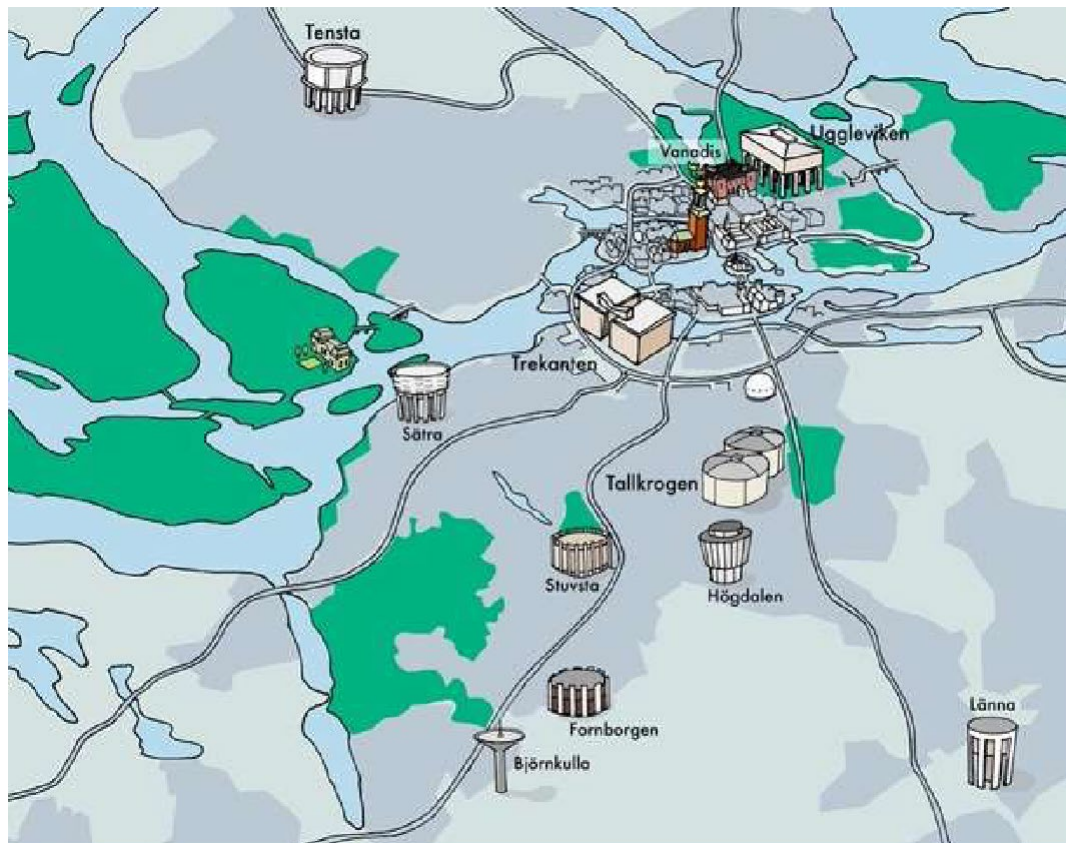 Tensta
Uggleviken
Vanadis
Trekanten
Sätra
Tallkrogen
Stuvsta
Högdalen
Länna
Fornborgen
Björnkulla